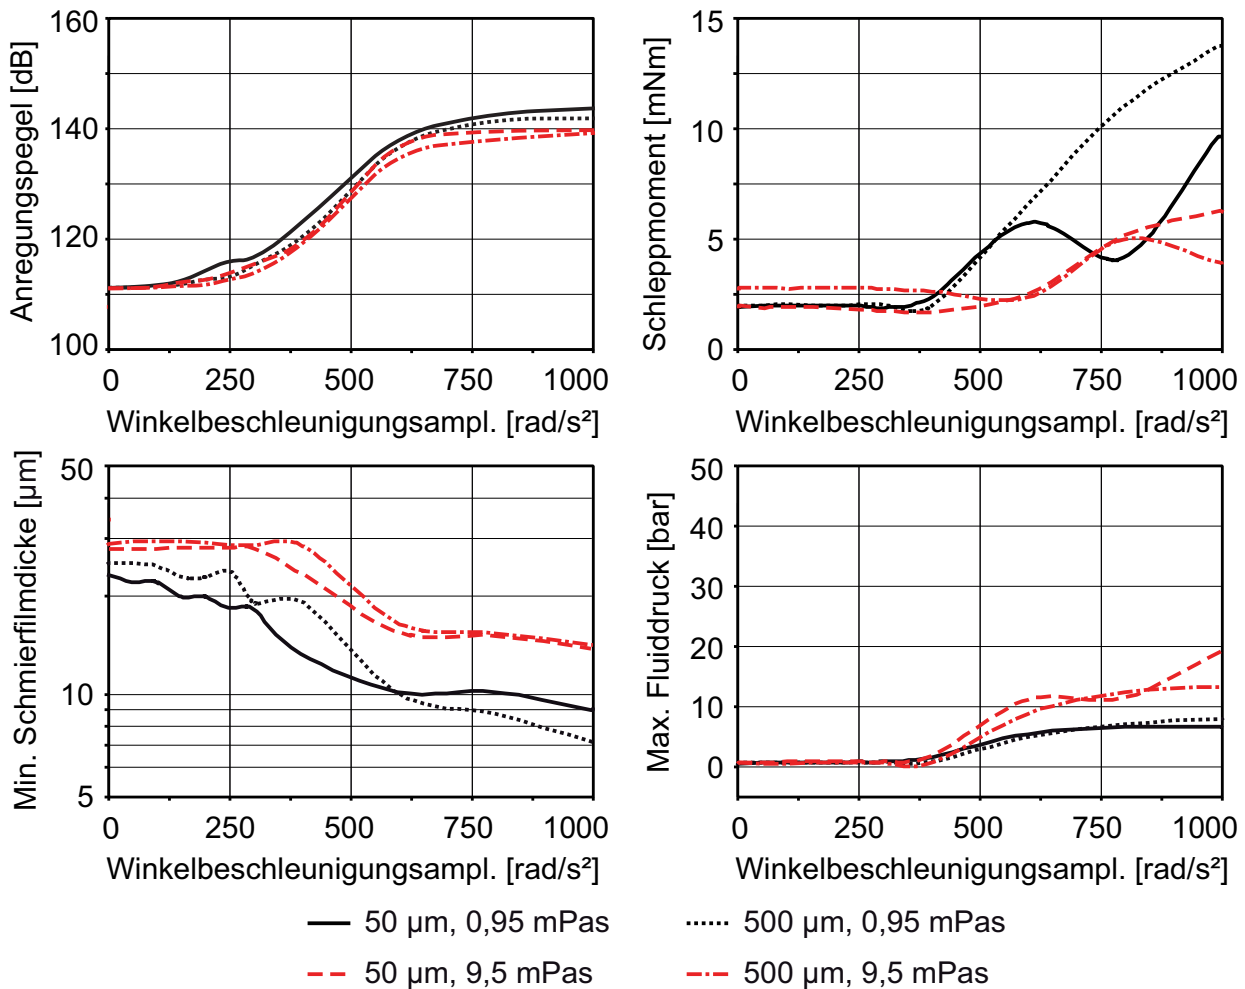 Anregungspegel [dB]
160
140
120
100
0 250 500 750 1000
Winkelbeschleunigungsampl. [rad/s²]
Schleppmoment [mNm]
15
10
5
0
0 250 500 750 1000
Winkelbeschleunigungsampl. [rad/s²]
Min. Schmierfilmdicke [µm]
50
10
5
0 250 500 750 1000
Winkelbeschleunigungsampl. [rad/s²]
Max. Fluiddruck [bar]
50
40
30
20
10
0
0 250 500 750 1000
Winkelbeschleunigungsampl. [rad/s²]
50 µm, 0,95 mPas
500 µm, 0,95 mPas
50 µm, 9,5 mPas
500 µm, 9,5 mPas